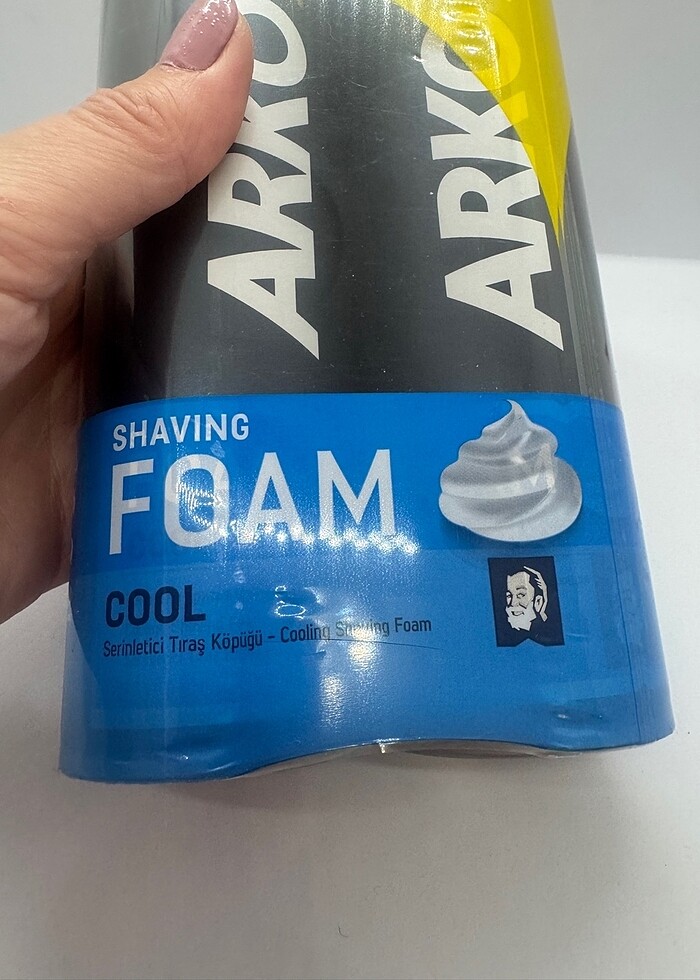 ARKO
ARKO
SHAVING
FOAM
COOL
Serinletici Tıraş Köpüğü - Cooling Shaving Foam